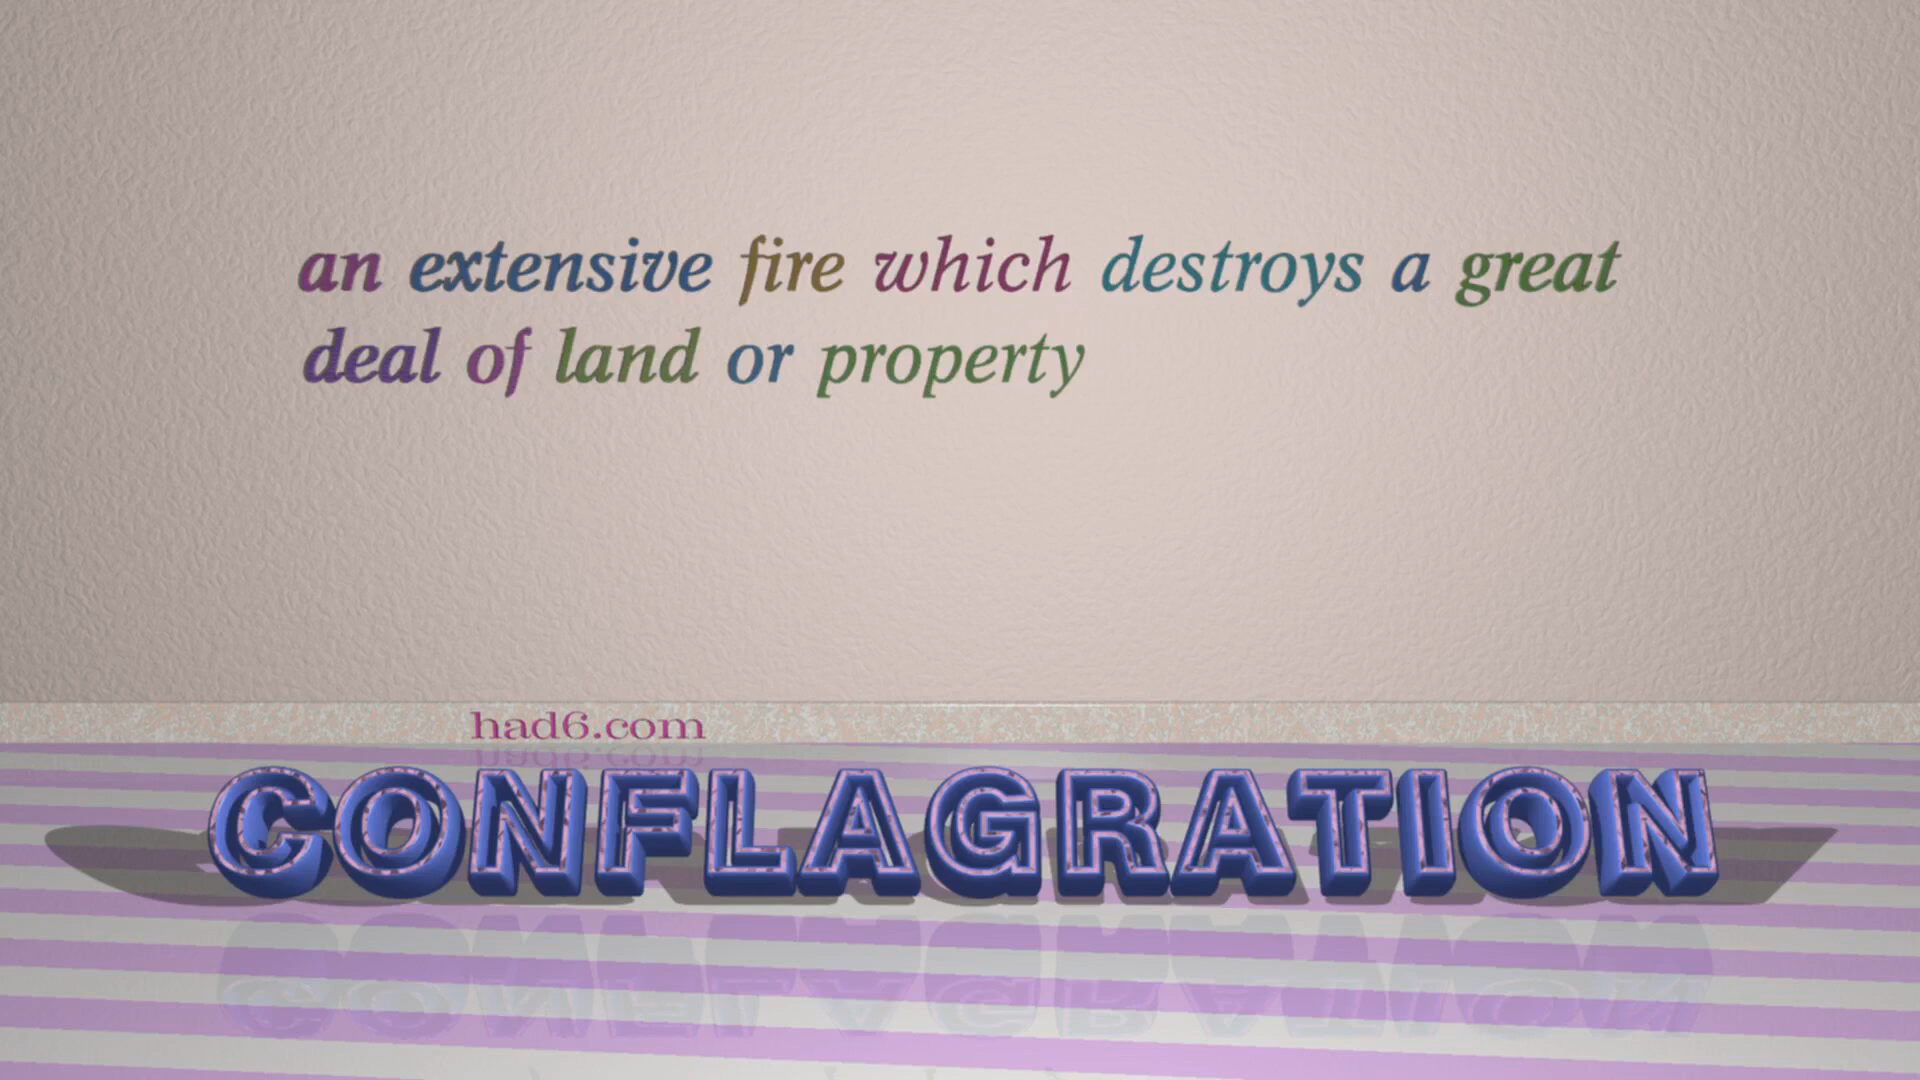 an extensive fire which destroys a great
deal of land or property
had6.com
CONFLAGRATION